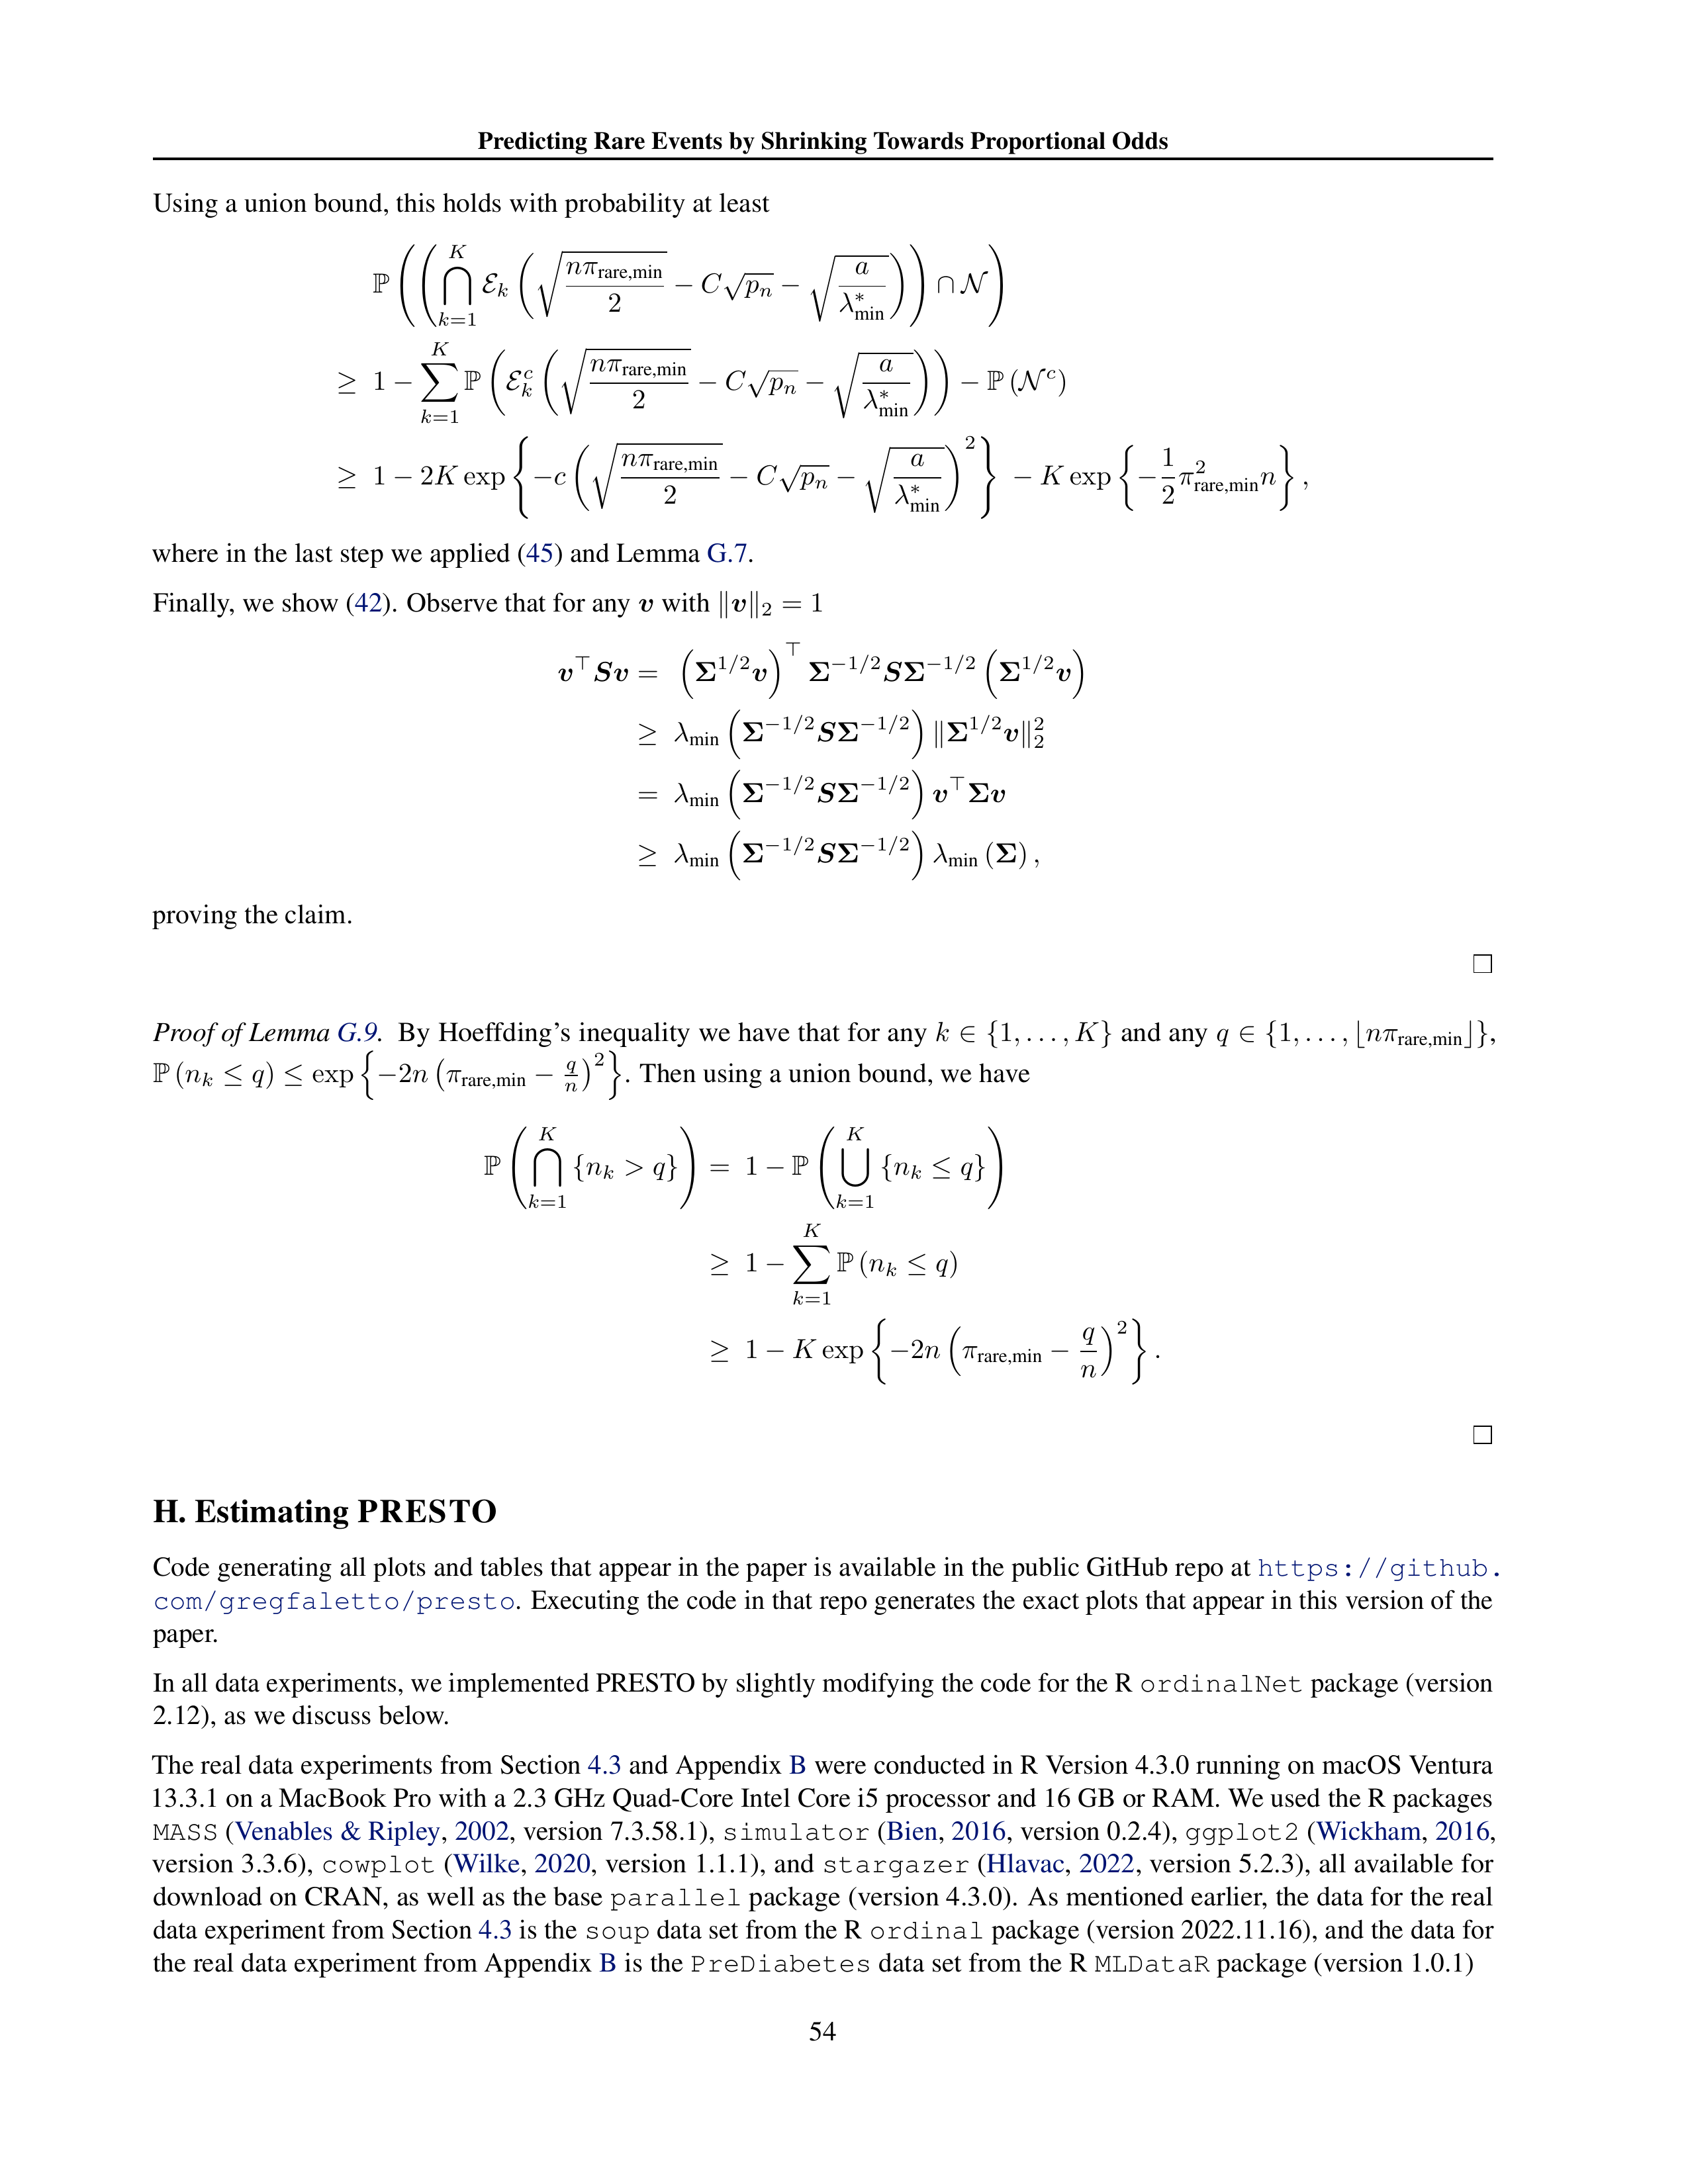 Predicting Rare Events by Shrinking Towards Proportional Odds
Using a union bound, this holds with probability at least
$\mathbb{P}\left(\left(\bigcap_{k=1}^{K} \mathcal{E}_k\left(\sqrt{\frac{n\pi_{\text{rare,min}}}{2}} - C\sqrt{p_n} - \sqrt{\frac{a}{\lambda^*_{\min}}}\right)\right) \cap \mathcal{N}\right)$
$\geq 1 - \sum_{k=1}^{K} \mathbb{P}\left(\mathcal{E}_k^c\left(\sqrt{\frac{n\pi_{\text{rare,min}}}{2}} - C\sqrt{p_n} - \sqrt{\frac{a}{\lambda^*_{\min}}}\right)\right) - \mathbb{P}(\mathcal{N}^c)$
$\geq 1 - 2K \exp\left\{-c\left(\sqrt{\frac{n\pi_{\text{rare,min}}}{2}} - C\sqrt{p_n} - \sqrt{\frac{a}{\lambda^*_{\min}}}\right)^2\right\} - K \exp\left\{-\frac{1}{2}\pi^2_{\text{rare,min}} n\right\},$
where in the last step we applied (45) and Lemma G.7.
Finally, we show (42). Observe that for any $\boldsymbol{v}$ with $\|\boldsymbol{v}\|_2 = 1$
$\boldsymbol{v}^\top \boldsymbol{S} \boldsymbol{v} = \left(\boldsymbol{\Sigma}^{1/2}\boldsymbol{v}\right)^\top \boldsymbol{\Sigma}^{-1/2}\boldsymbol{S}\boldsymbol{\Sigma}^{-1/2}\left(\boldsymbol{\Sigma}^{1/2}\boldsymbol{v}\right)$
$\geq \lambda_{\min}\left(\boldsymbol{\Sigma}^{-1/2}\boldsymbol{S}\boldsymbol{\Sigma}^{-1/2}\right) \|\boldsymbol{\Sigma}^{1/2}\boldsymbol{v}\|_2^2$
$= \lambda_{\min}\left(\boldsymbol{\Sigma}^{-1/2}\boldsymbol{S}\boldsymbol{\Sigma}^{-1/2}\right) \boldsymbol{v}^\top\boldsymbol{\Sigma}\boldsymbol{v}$
$\geq \lambda_{\min}\left(\boldsymbol{\Sigma}^{-1/2}\boldsymbol{S}\boldsymbol{\Sigma}^{-1/2}\right) \lambda_{\min}(\boldsymbol{\Sigma}),$
proving the claim.
□
Proof of Lemma G.9. By Hoeffding's inequality we have that for any $k \in \{1, \ldots, K\}$ and any $q \in \{1, \ldots, \lfloor n\pi_{\text{rare,min}} \rfloor\}$,
$\mathbb{P}(n_k \leq q) \leq \exp\left\{-2n\left(\pi_{\text{rare,min}} - \frac{q}{n}\right)^2\right\}$. Then using a union bound, we have
$\mathbb{P}\left(\bigcap_{k=1}^{K} \{n_k > q\}\right) = 1 - \mathbb{P}\left(\bigcup_{k=1}^{K} \{n_k \leq q\}\right)$
$\geq 1 - \sum_{k=1}^{K} \mathbb{P}(n_k \leq q)$
$\geq 1 - K \exp\left\{-2n\left(\pi_{\text{rare,min}} - \frac{q}{n}\right)^2\right\}.$
□
H. Estimating PRESTO
Code generating all plots and tables that appear in the paper is available in the public GitHub repo at https://github.
com/gregfaletto/presto. Executing the code in that repo generates the exact plots that appear in this version of the
paper.
In all data experiments, we implemented PRESTO by slightly modifying the code for the R ordinalNet package (version
2.12), as we discuss below.
The real data experiments from Section 4.3 and Appendix B were conducted in R Version 4.3.0 running on macOS Ventura
13.3.1 on a MacBook Pro with a 2.3 GHz Quad-Core Intel Core i5 processor and 16 GB or RAM. We used the R packages
MASS (Venables & Ripley, 2002, version 7.3.58.1), simulator (Bien, 2016, version 0.2.4), ggplot2 (Wickham, 2016,
version 3.3.6), cowplot (Wilke, 2020, version 1.1.1), and stargazer (Hlavac, 2022, version 5.2.3), all available for
download on CRAN, as well as the base parallel package (version 4.3.0). As mentioned earlier, the data for the real
data experiment from Section 4.3 is the soup data set from the R ordinal package (version 2022.11.16), and the data for
the real data experiment from Appendix B is the PreDiabetes data set from the R MLDataR package (version 1.0.1)
54